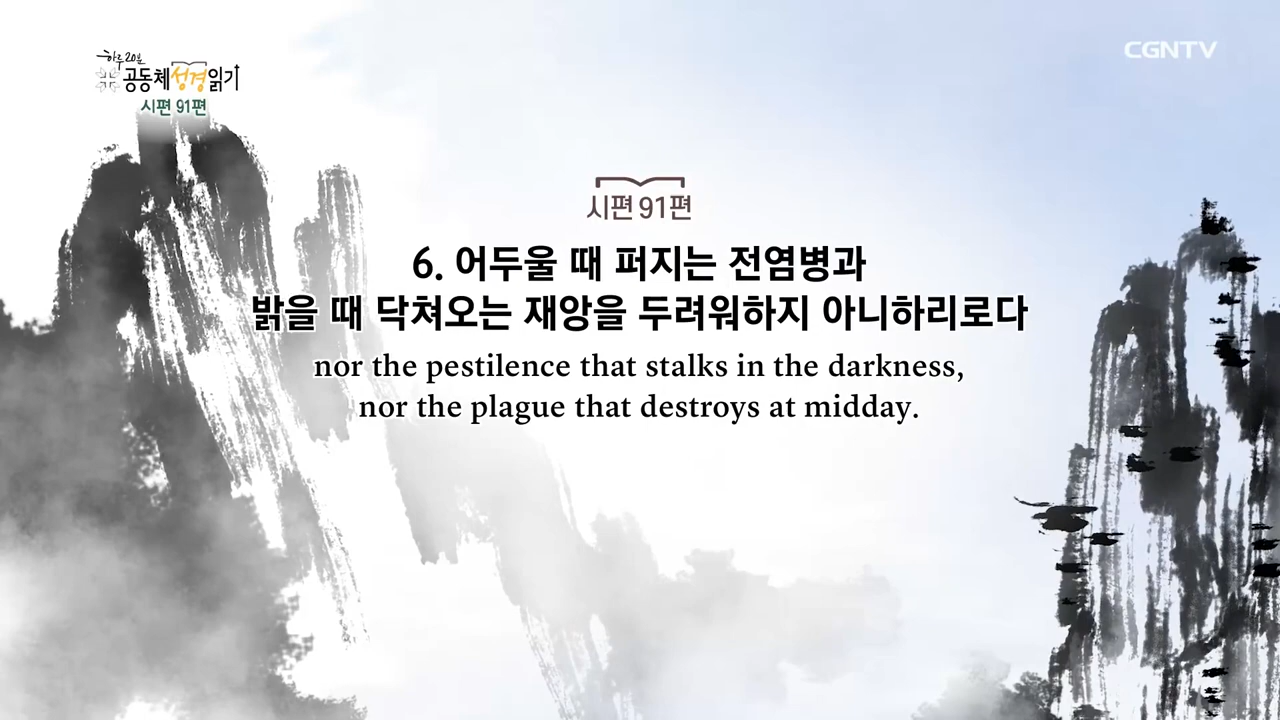 하루 20분
공동체성경읽기
시편 91편
CGNTV
시편 91편
6. 어두울 때 퍼지는 전염병과
밝을 때 닥쳐오는 재앙을 두려워하지 아니하리로다
nor the pestilence that stalks in the darkness,
nor the plague that destroys at midday.